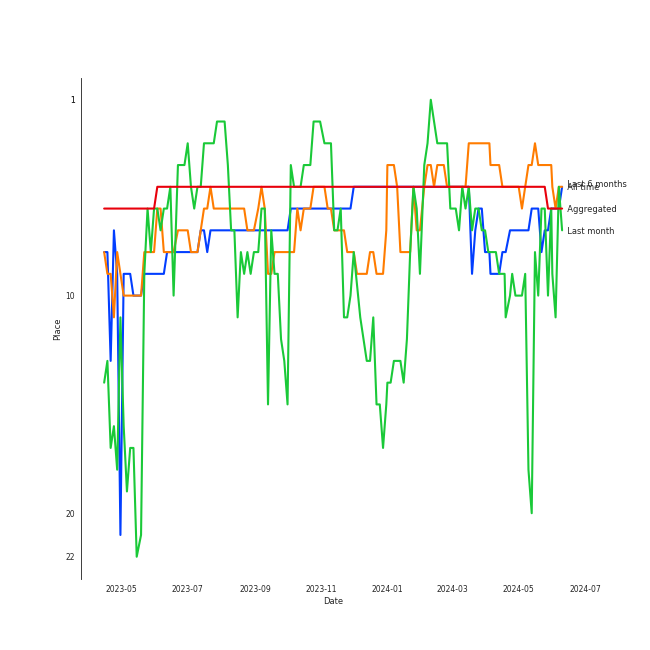 1
Last 6 months
All time
Aggregated
Last month
10
Place
20
22
2023-05 2023-07 2023-09 2023-11 2024-01 2024-03 2024-05 2024-07
Date